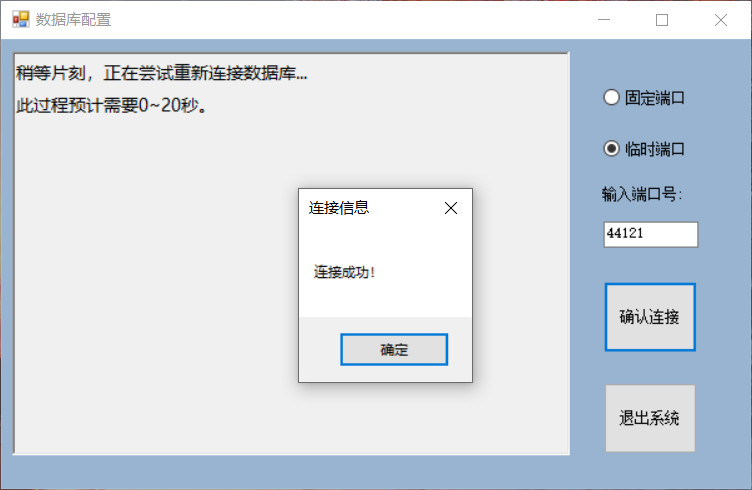 数据库配置
稍等片刻，正在尝试重新连接数据库...
此过程预计需要0~20秒。
固定端口
临时端口
输入端口号：
44121
确认连接
退出系统
连接信息
连接成功！
确定